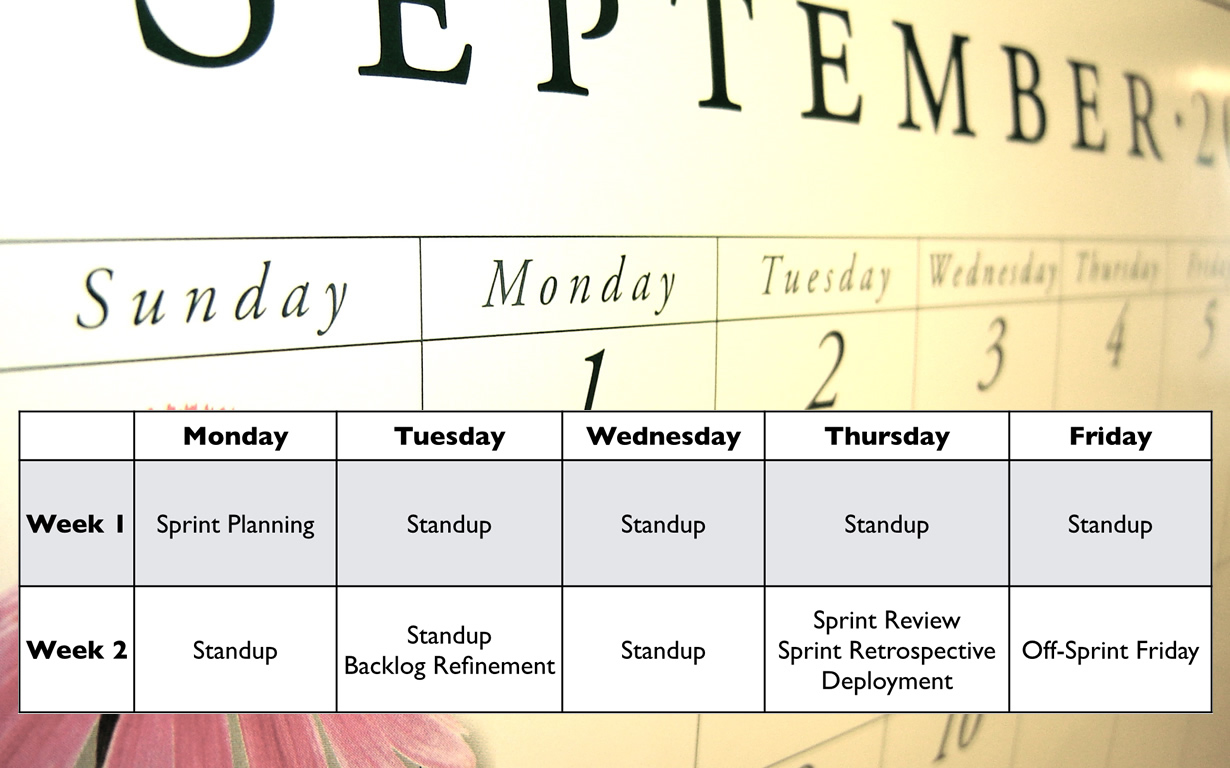 SEPTEMBER
Sunday Monday Tuesday Wednesday Thursday Friday
1 2 3 4 5
Monday Tuesday Wednesday Thursday Friday
Week 1 Sprint Planning Standup Standup Standup Standup
Week 2 Standup Standup Backlog Refinement Standup Sprint Review Sprint Retrospective Deployment Off-Sprint Friday
10